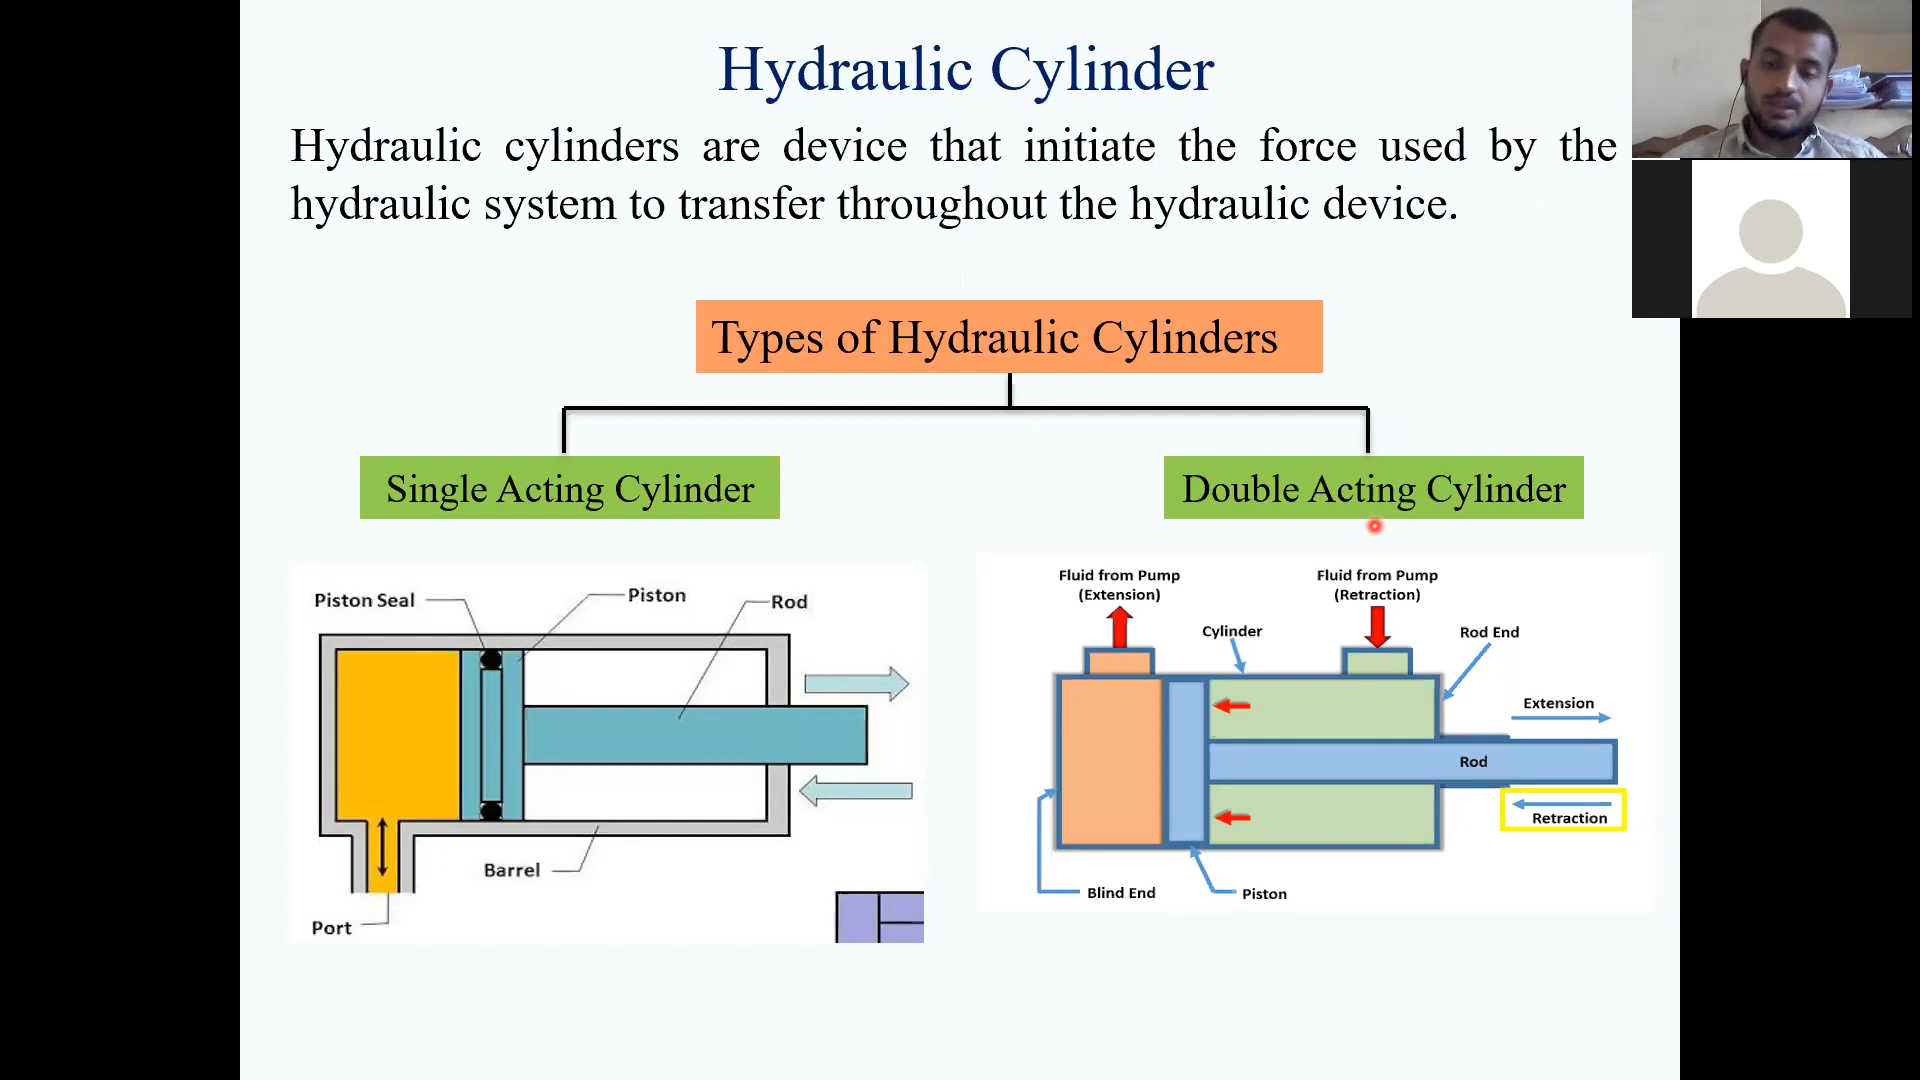 Hydraulic Cylinder
Hydraulic cylinders are device that initiate the force used by the
hydraulic system to transfer throughout the hydraulic device.
Types of Hydraulic Cylinders
Single Acting Cylinder
Double Acting Cylinder
Piston Seal
Piston
Rod
Barrel
Port
Fluid from Pump
(Extension)
Fluid from Pump
(Retraction)
Cylinder
Rod End
Extension
Rod
Retraction
Blind End
Piston